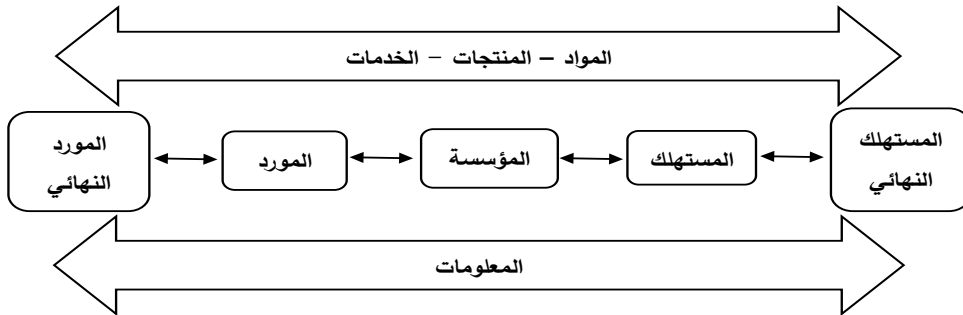 المواد – المنتجات – الخدمات
المستهلك
النهائي
المستهلك
المؤسسة
المورد
المورد
النهائي
المعلومات